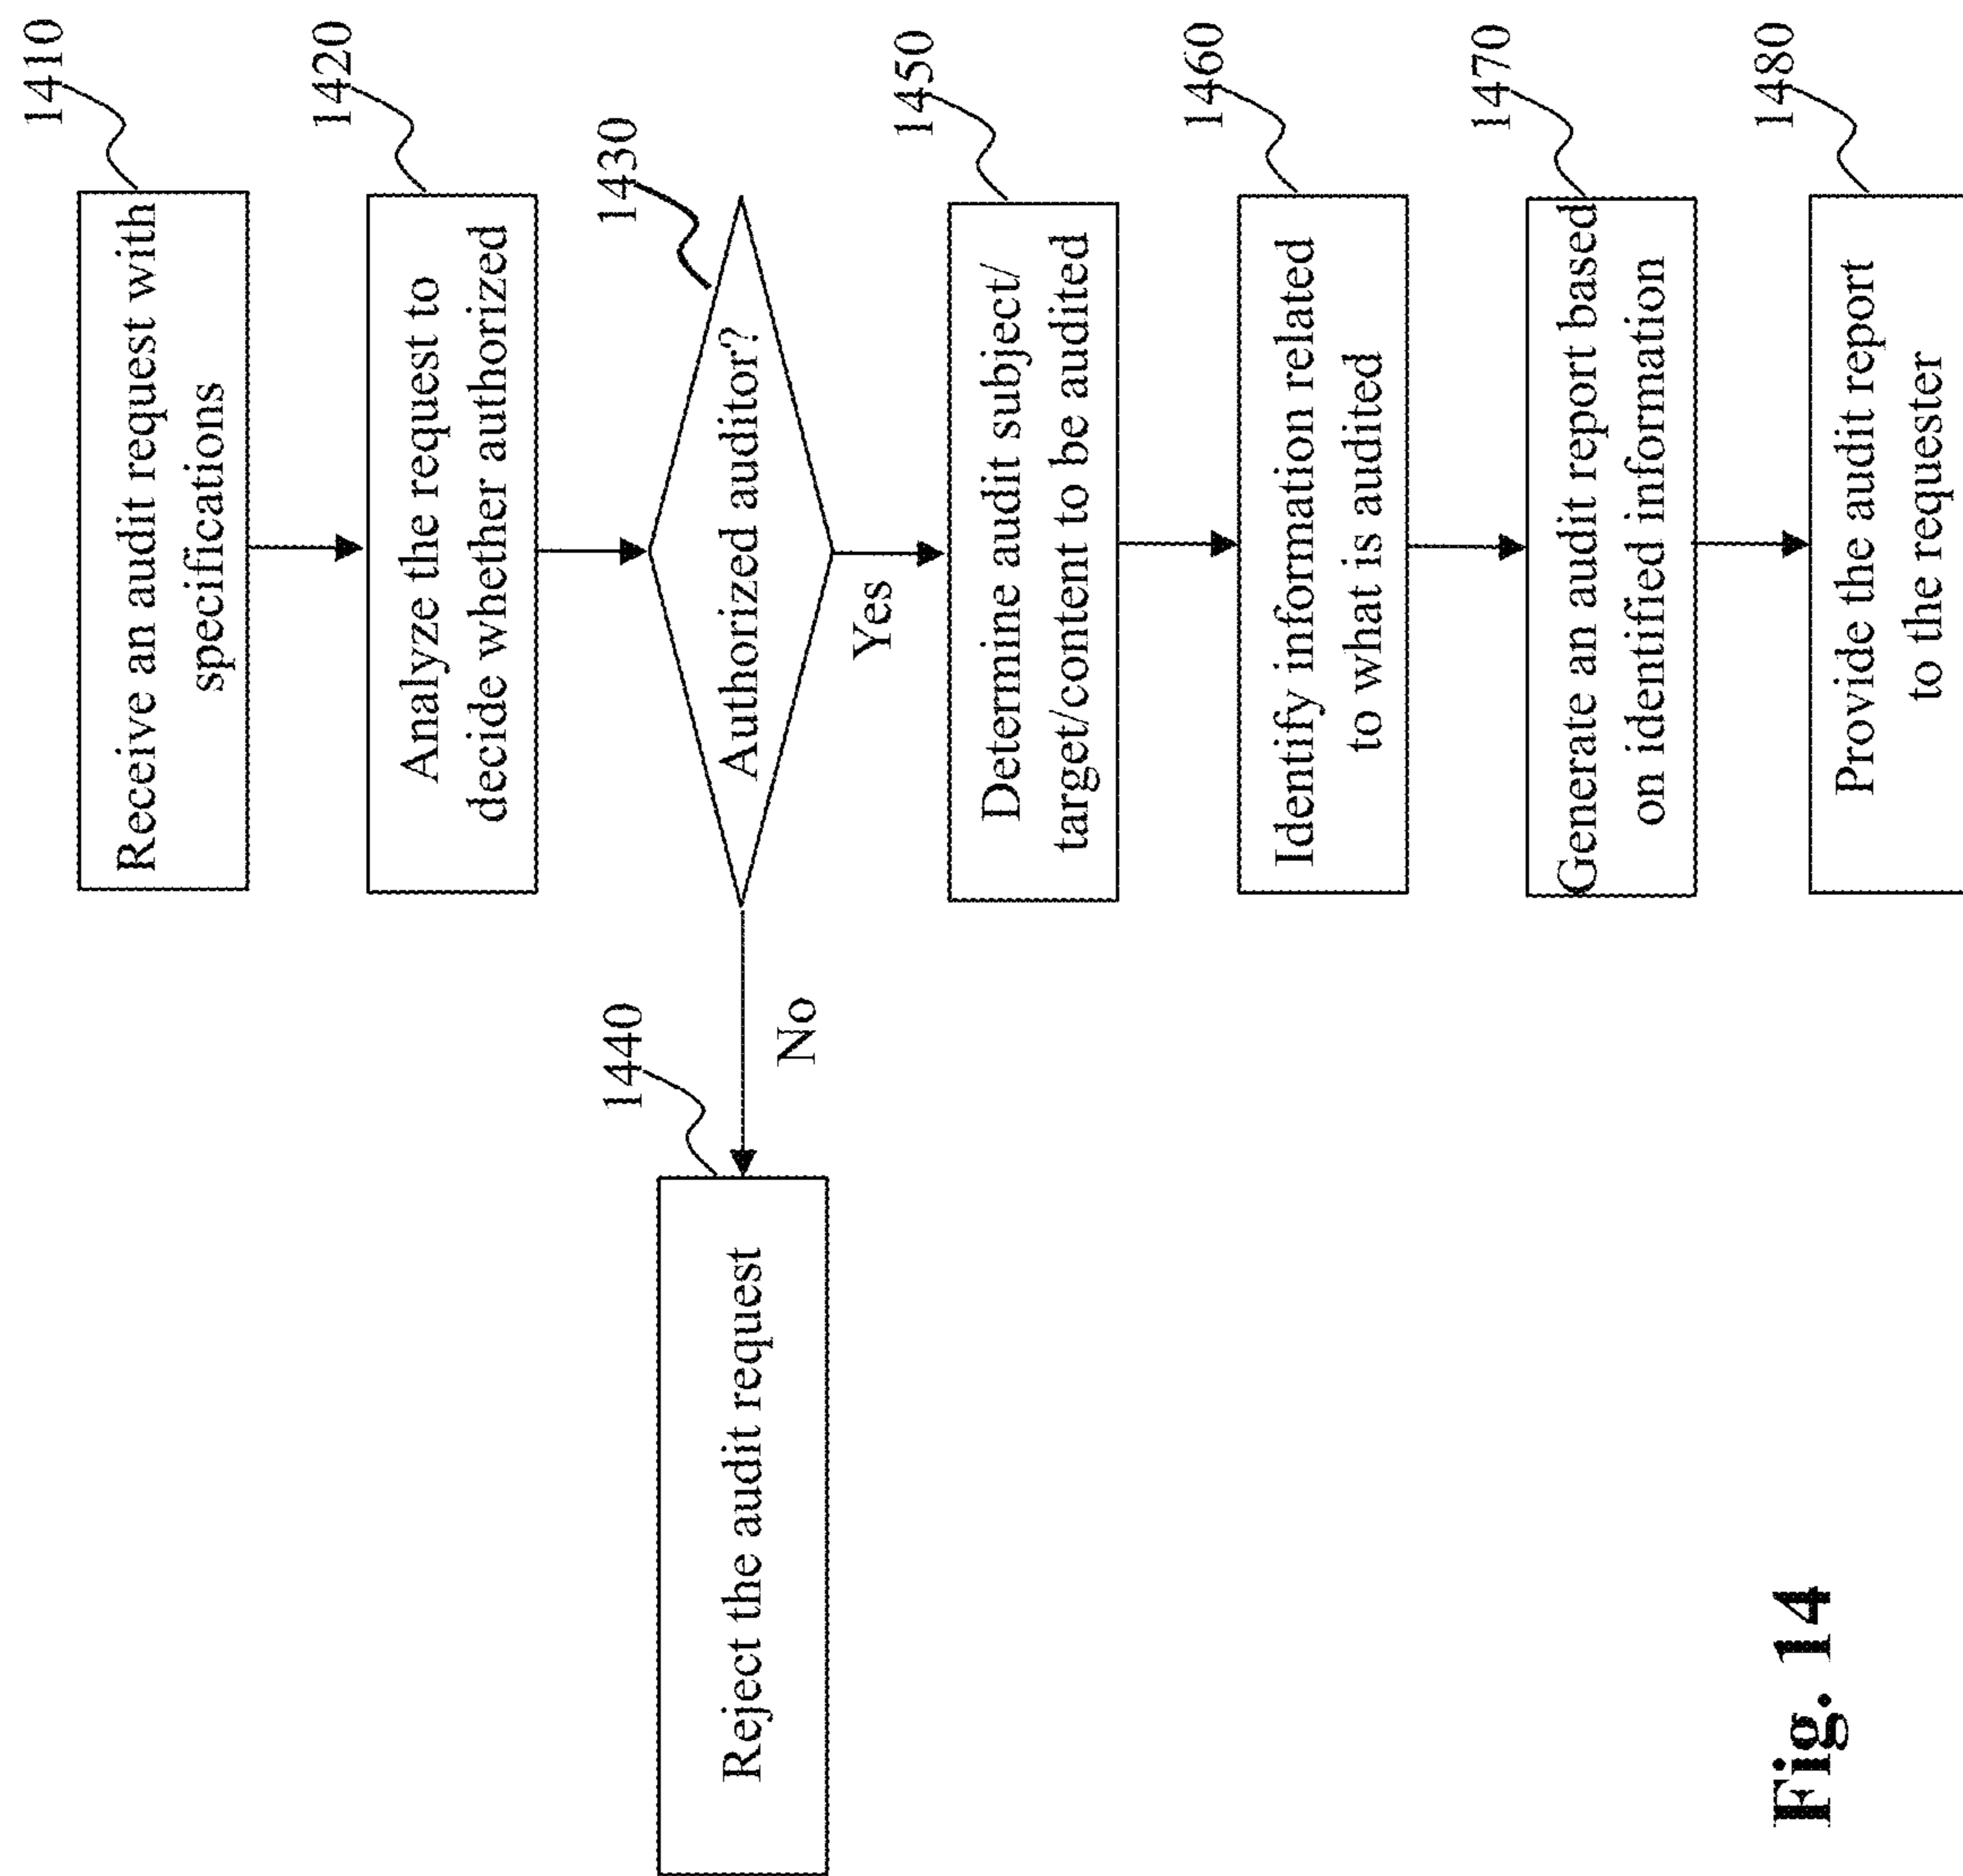 1410
Receive an audit request with
specifications
1420
Analyze the request to
decide whether authorized
1430
Authorized auditor?
1440
No
Reject the audit request
Yes
1450
Determine audit subject/
target/content to be audited
1460
Identify information related
to what is audited
1470
Generate an audit report based
on identified information
1480
Provide the audit report
to the requester
Fig. 14